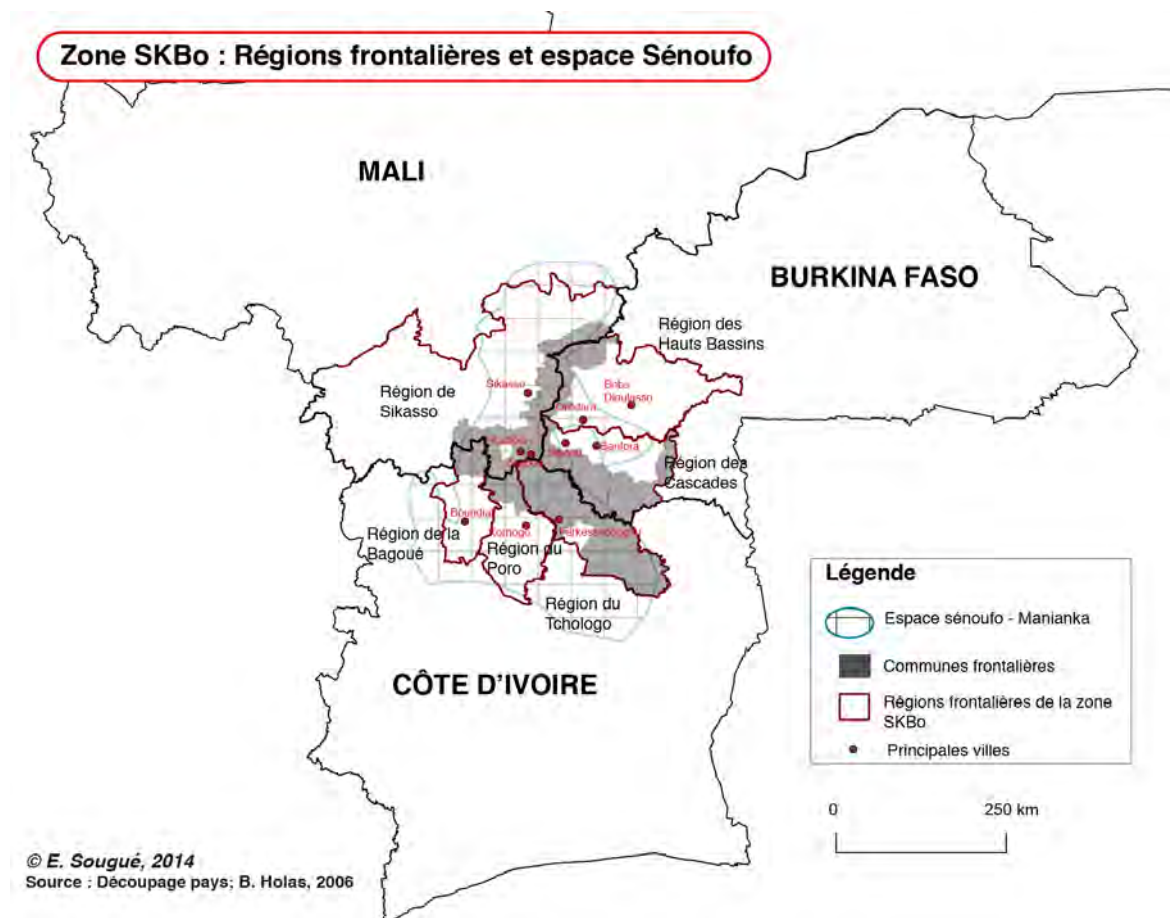 Zone SKBo : Régions frontalières et espace Sénoufo
MALI
BURKINA FASO
Région des
Hauts Bassins
Région de
Sikasso
Sikasso
Bobo
Dioulasso
Banfora
Région des
Cascades
Région de la
Bagoué
Korhogo
Région du
Poro
Région du
Tchologo
CÔTE D'IVOIRE
Légende
Espace sénoufo - Manianka
Communes frontalières
Régions frontalières de la zone
SKBo
Principales villes
0 250 km
© E. Sougué, 2014
Source : Découpage pays; B. Holas, 2006